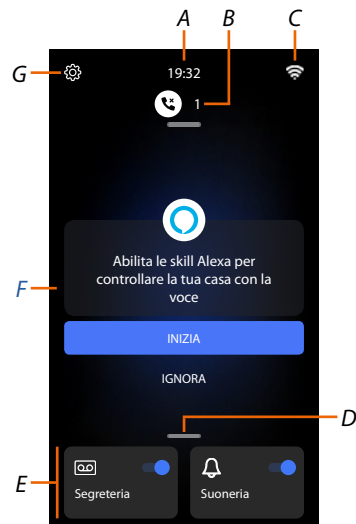 A
B
C
G
19:32
1
Abilita le skill Alexa per
controllare la tua casa con la
voce
F
INIZIA
IGNORA
D
E
Segreteria
Suoneria